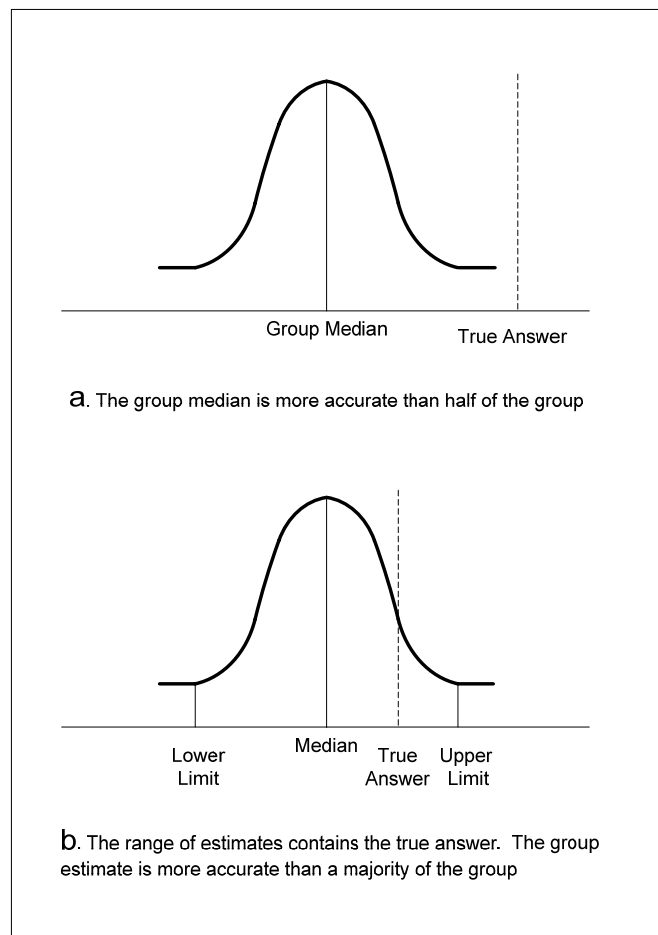 Group Median
True Answer
a. The group median is more accurate than half of the group
Lower
Limit
Median
True
Answer
Upper
Limit
b. The range of estimates contains the true answer. The group
estimate is more accurate than a majority of the group